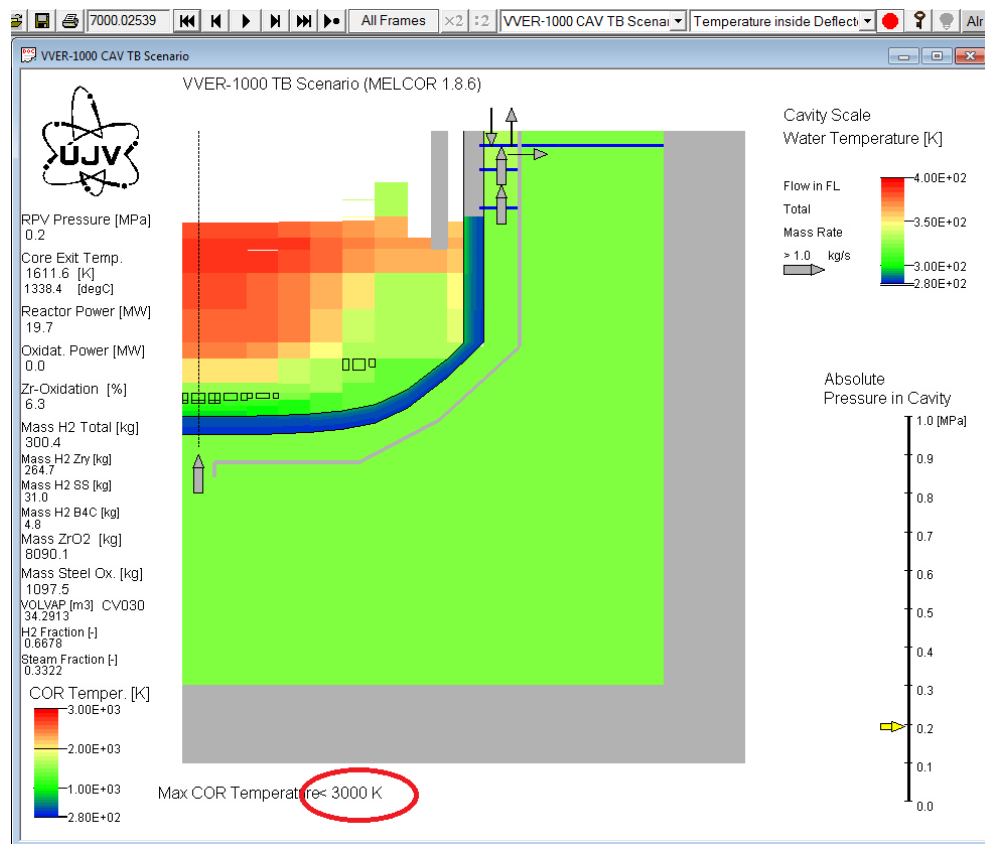 7000.02539
All Frames
×2
:2
VVER-1000 CAV TB Scenar
Temperature inside Deflect
Alr
VVER-1000 CAV TB Scenario
VVER-1000 TB Scenario (MELCOR 1.8.6)
ÚJV
Cavity Scale
Water Temperature [K]
Flow in FL
Total
Mass Rate
> 1.0 kg/s
4.00E+02
3.50E+02
3.00E+02
2.80E+02
RPV Pressure [MPa]
0.2
Core Exit Temp.
1611.6 [K]
1338.4 [degC]
Reactor Power [MW]
19.7
Oxidat. Power [MW]
0.0
Zr-Oxidation [%]
6.3
Mass H2 Total [kg]
300.4
Mass H2 Zry [kg]
264.7
Mass H2 SS [kg]
31.0
Mass H2 B4C [kg]
4.8
Mass ZrO2 [kg]
8090.1
Mass Steel Ox. [kg]
1097.5
VOLVAP [m3] CV030
34.2913
H2 Fraction [-]
0.6678
Steam Fraction [-]
0.3322
COR Temper. [K]
3.00E+03
2.00E+03
1.00E+03
2.80E+02
Absolute
Pressure in Cavity
1.0 [MPa]
0.9
0.8
0.7
0.6
0.5
0.4
0.3
0.2
0.1
0.0
Max COR Temperature< 3000 K